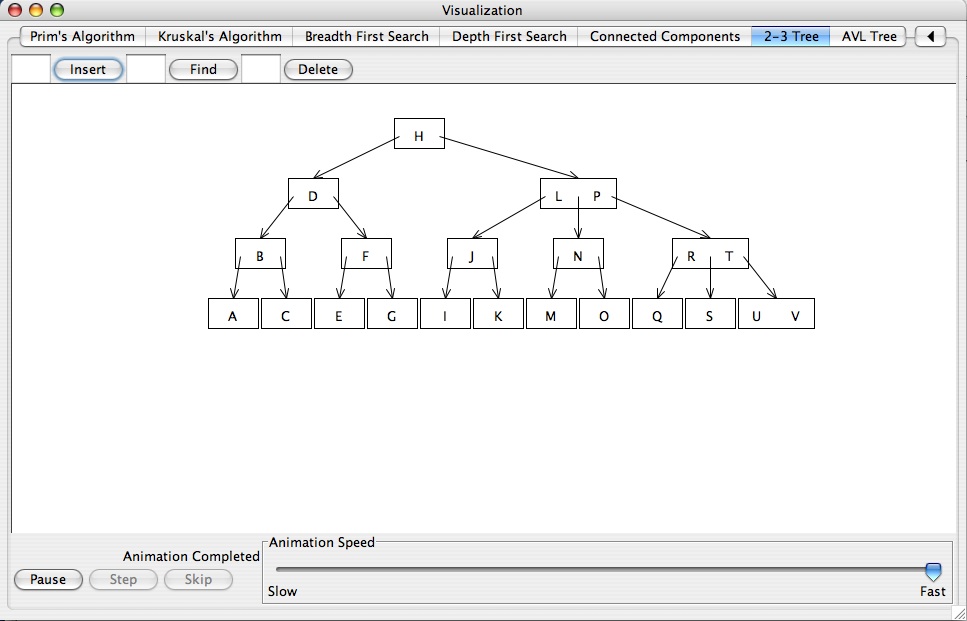 Visualization
Prim's Algorithm Kruskal's Algorithm Breadth First Search Depth First Search Connected Components 2-3 Tree AVL Tree
Insert Find Delete
H
D L P
B F J N R T
A C E G I K M O Q S U V
Animation Completed
Animation Speed
Pause Step Skip
Slow Fast